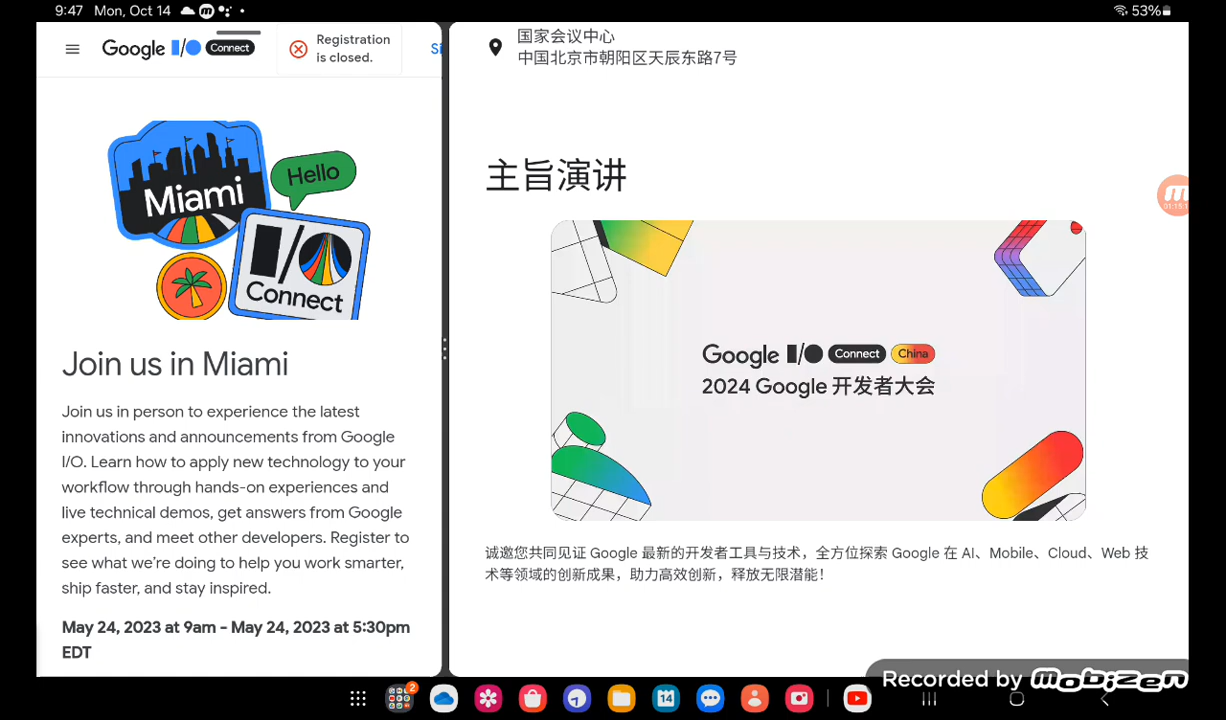 9:47 Mon, Oct 14
53%
Google I/O Connect
Registration
is closed.
Si
Miami
Hello
I/O
Connect
Join us in Miami
Join us in person to experience the latest
innovations and announcements from Google
I/O. Learn how to apply new technology to your
workflow through hands-on experiences and
live technical demos, get answers from Google
experts, and meet other developers. Register to
see what we're doing to help you work smarter,
ship faster, and stay inspired.
May 24, 2023 at 9am - May 24, 2023 at 5:30pm
EDT
国家会议中心
中国北京市朝阳区天辰东路7号
主旨演讲
Google I/O Connect China
2024 Google 开发者大会
诚邀您共同见证 Google 最新的开发者工具与技术，全方位探索 Google 在 AI、Mobile、Cloud、Web 技
术等领域的创新成果，助力高效创新，释放无限潜能！
Recorded by mobizen
2
14